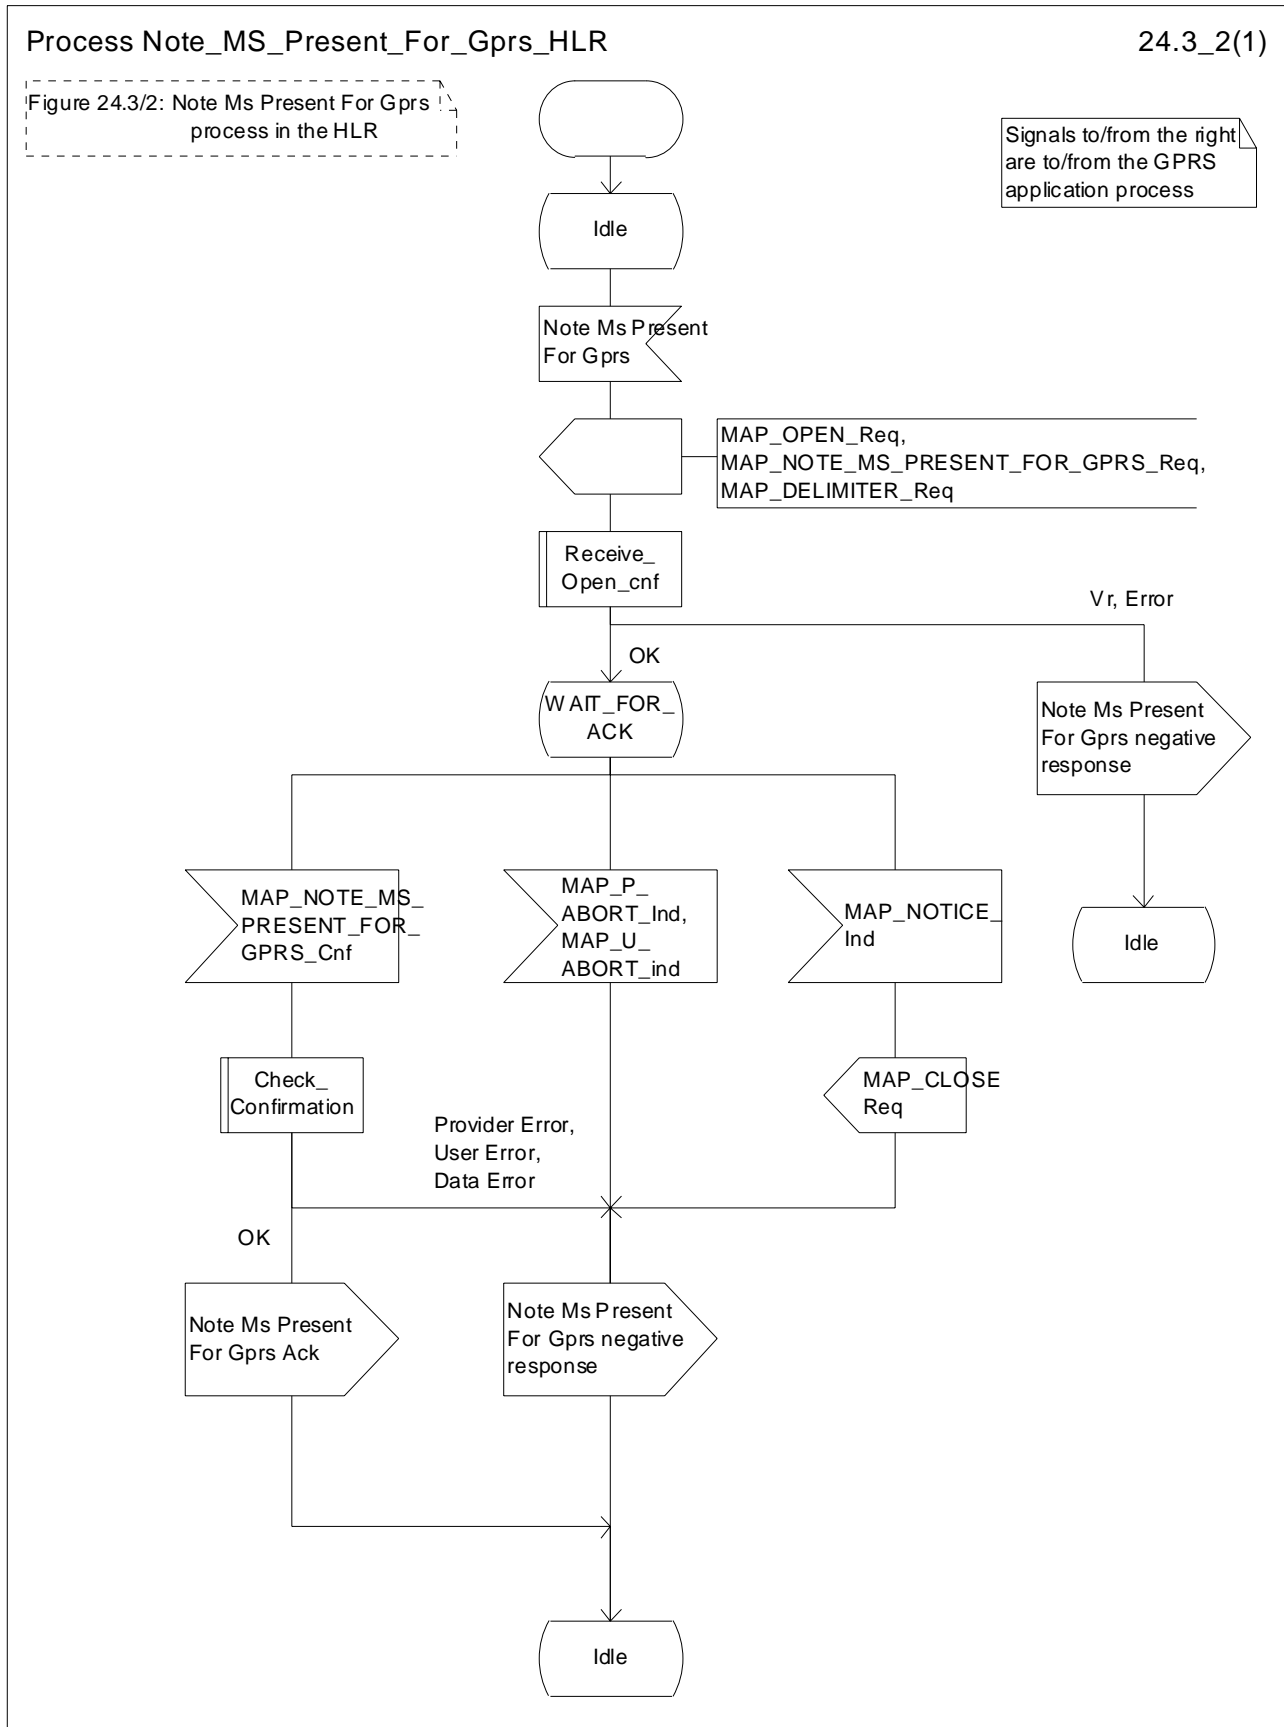 Process Note_MS_Present_For_Gprs_HLR
24.3_2(1)
Figure 24.3/2: Note Ms Present For Gprs
process in the HLR
Signals to/from the right
are to/from the GPRS
application process
Idle
Note Ms Present
For Gprs
MAP_OPEN_Req,
MAP_NOTE_MS_PRESENT_FOR_GPRS_Req,
MAP_DELIMITER_Req
Receive_
Open_cnf
Vr, Error
OK
WAIT_FOR_
ACK
Note Ms Present
For Gprs negative
response
MAP_NOTE_MS_
PRESENT_FOR_
GPRS_Cnf
MAP_P_
ABORT_Ind,
MAP_U_
ABORT_ind
MAP_NOTICE_
Ind
Idle
Check_
Confirmation
MAP_CLOSE
Req
Provider Error,
User Error,
Data Error
OK
Note Ms Present
For Gprs Ack
Note Ms Present
For Gprs negative
response
Idle